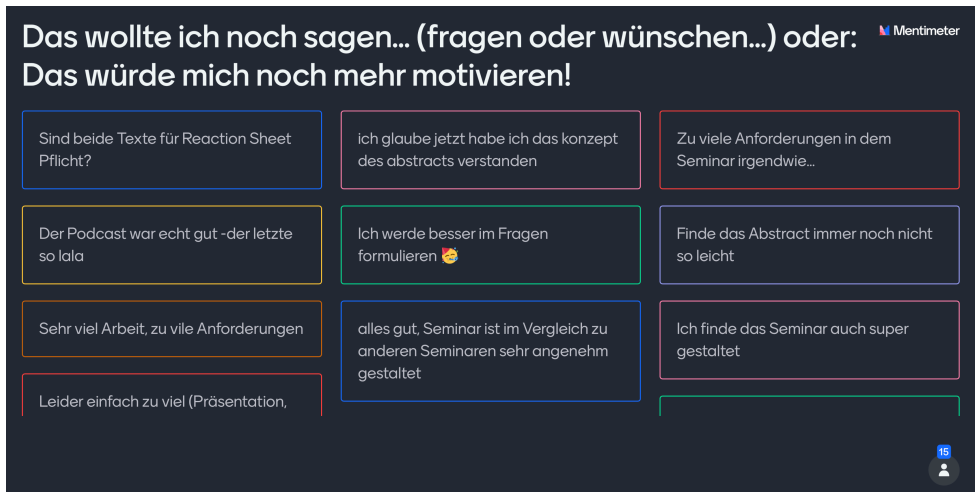 Das wollte ich noch sagen... (fragen oder wünschen...) oder:
Das würde mich noch mehr motivieren!
Mentimeter
Sind beide Texte für Reaction Sheet
Pflicht?
ich glaube jetzt habe ich das konzept
des abstracts verstanden
Zu viele Anforderungen in dem
Seminar irgendwie...
Der Podcast war echt gut -der letzte
so lala
Ich werde besser im Fragen
formulieren 🥳
Finde das Abstract immer noch nicht
so leicht
Sehr viel Arbeit, zu vile Anforderungen
alles gut, Seminar ist im Vergleich zu
anderen Seminaren sehr angenehm
gestaltet
Ich finde das Seminar auch super
gestaltet
Leider einfach zu viel (Präsentation,
15